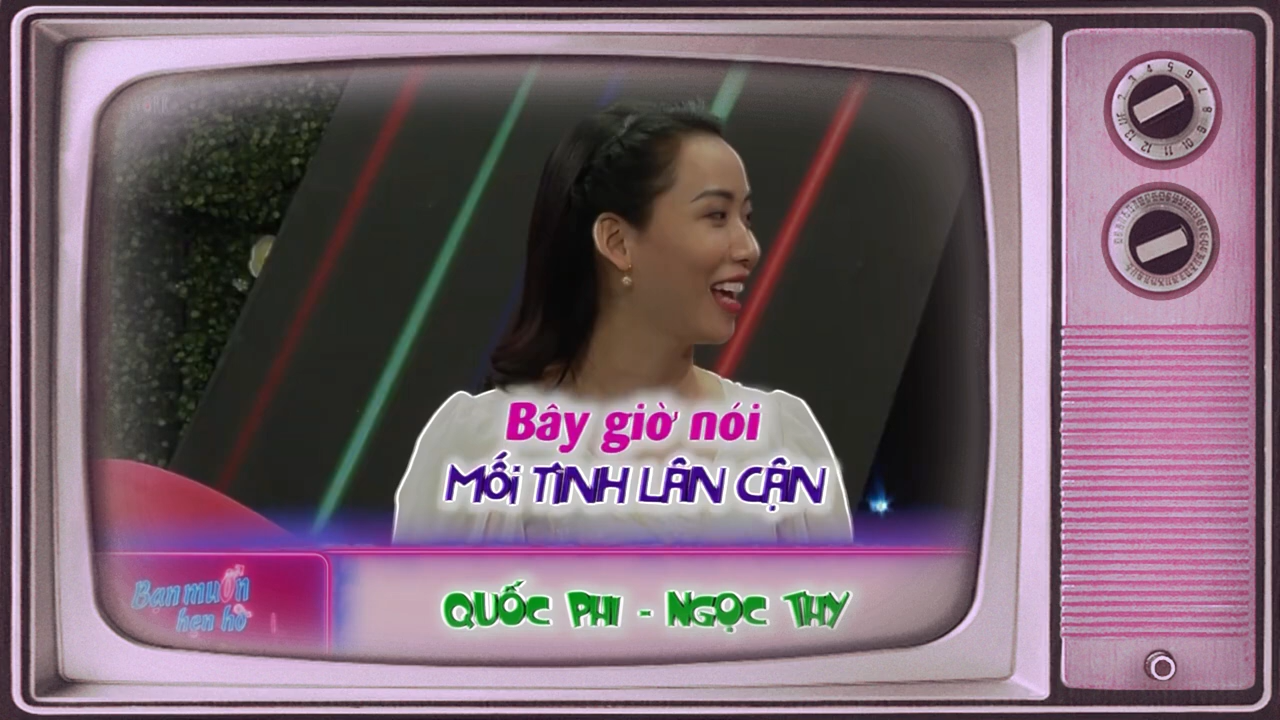 Bây giờ nói
MỐI TÌNH LÂN CẬN
Bạn muốn
hẹn hò
QUỐC PHI - NGỌC THY